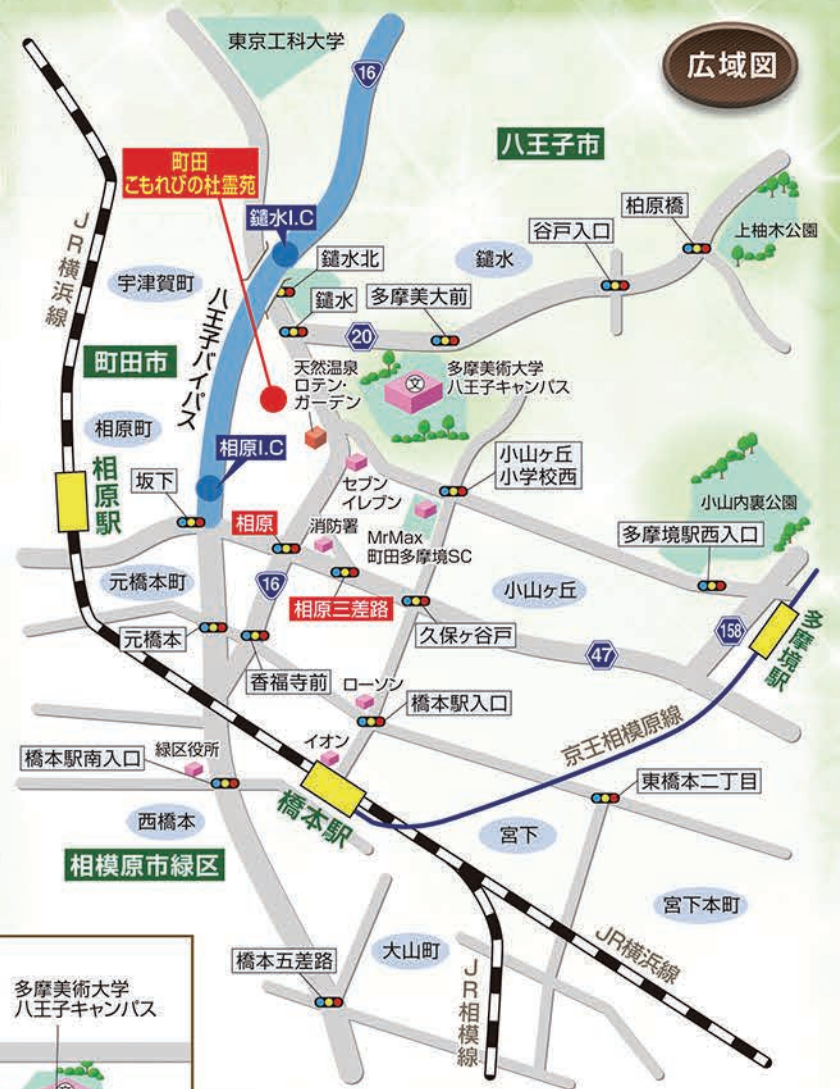 東京工科大学
16
広域図
八王子市
町田
こもれびの杜霊苑
鑓水I.C
柏原橋
谷戸入口
上柚木公園
JR横浜線
鑓水北
鑓水
宇津賀町
鑓水
多摩美大前
八王子バイパス
20
町田市
天然温泉
ロテン・
ガーデン
文
多摩美術大学
八王子キャンパス
相原町
相原I.C
小山ヶ丘
小学校西
相原駅
坂下
セブン
イレブン
小山内裏公園
相原
消防署
MrMax
町田多摩境SC
多摩境駅西入口
元橋本町
16
小山ヶ丘
相原三差路
久保ヶ谷戸
158
多摩境駅
元橋本
47
香福寺前
ローソン
橋本駅入口
京王相模原線
緑区役所
イオン
橋本駅南入口
東橋本二丁目
橋本駅
西橋本
宮下
相模原市緑区
宮下本町
JR横浜線
橋本五差路
大山町
JR相模線
多摩美術大学
八王子キャンパス